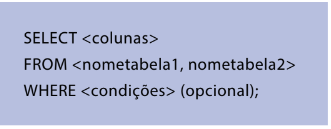 SELECT <colunas>
FROM <nometabela1, nometabela2>
WHERE <condições> (opcional);